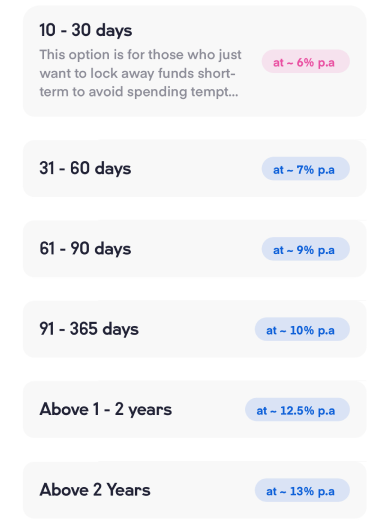 10 - 30 days
This option is for those who just
want to lock away funds short-
term to avoid spending tempt...
at ~ 6% p.a
31 - 60 days
at ~ 7% p.a
61 - 90 days
at ~ 9% p.a
91 - 365 days
at ~ 10% p.a
Above 1 - 2 years
at ~ 12.5% p.a
Above 2 Years
at ~ 13% p.a